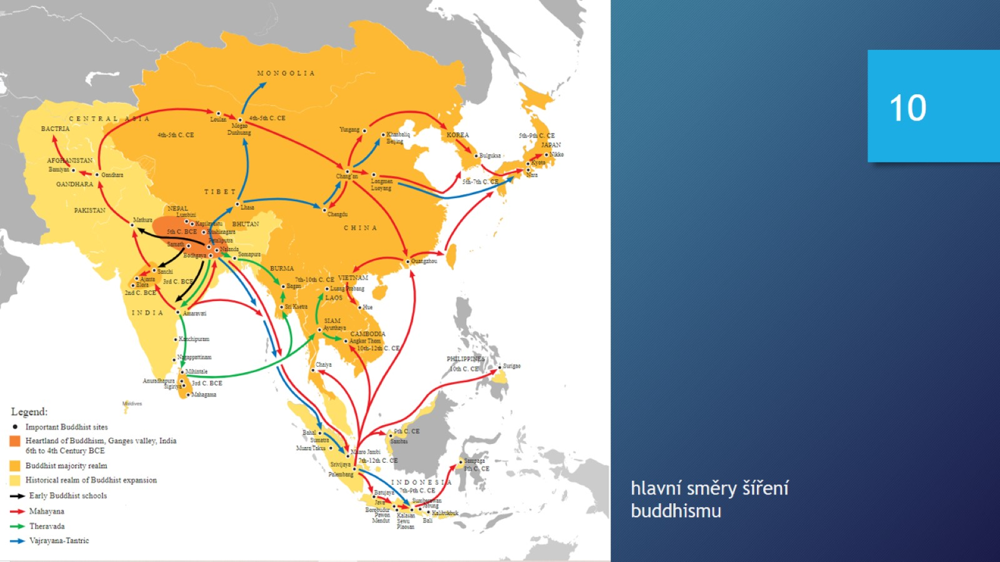 MONGOLIA
CENTRAL ASIA
Loulan
4th-5th C. CE
BACTRIA
Mogao
Dunhuang
4th-5th C. CE
Yungang
Khanbaliq
Beijing
KOREA
5th-9th C. CE
JAPAN
Bulguksa
Nikko
AFGHANISTAN
Bamiyan
Kyoto
Gandhara
Chang'an
Nara
GANDHARA
Longmen
Luoyang
5th-7th C. CE
TIBET
PAKISTAN
Lhasa
NEPAL
Lumbini
Chengdu
Mathura
Kapilavastu
BHUTAN
CHINA
5th C. BCE
Kushinagara
Pataliputra
Sarnath
Nalanda
Bodhgaya
Somapura
Guangzhou
BURMA
Sanchi
Ajanta
Elora
3rd C. BCE
7th-10th C. CE
VIETNAM
Bagan
Luang Prabang
2nd C. BCE
LAOS
Sri Ksetra
Hue
INDIA
Amaravati
SIAM
Ayutthaya
CAMBODIA
Angkor Thom
Kanchipuram
10th-12th C. CE
Nagappattinam
PHILIPPINES
Chaiya
10th C. CE
Surigao
Mihintale
Anuradhapura
3rd C. BCE
Sigiriya
Mahagama
Maldives
9th C. CE
Bahal
Sumatra
Sambas
Muara Takus
Muaro Jambi
7th-12th C. CE
Srivijaya
Palembang
Sampaga
8th C. CE
INDONESIA
7th-9th C. CE
Batujaya
Java
Sumberawan
Jabung
Borobudur
Pawon
Mendut
Kalasan
Sewu
Plaosan
Kalibukbuk
Bali
Legend:
Important Buddhist sites
Heartland of Buddhism, Ganges valley, India
6th to 4th Century BCE
Buddhist majority realm
Historical realm of Buddhist expansion
Early Buddhist schools
Mahayana
Theravada
Vajrayana-Tantric
10
hlavní směry šíření
buddhismu